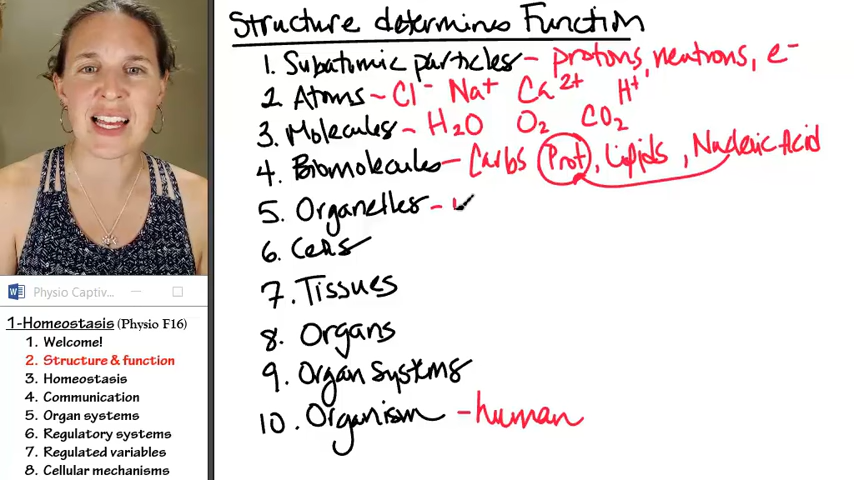 Structure determines Function
1. Subatomic particles - protons, neutrons, e⁻
2. Atoms ~ Cl⁻ Na⁺ Ca²⁺ H⁺
3. Molecules ~ H₂O O₂ CO₂
4. Biomolecules - Carbs Prot, Lipids, Nucleic Acid
5. Organelles -
6. Cells
7. Tissues
8. Organs
9. Organ Systems
10. Organism - human
Physio Captiv...
1-Homeostasis (Physio F16)
1. Welcome!
2. Structure & function
3. Homeostasis
4. Communication
5. Organ systems
6. Regulatory systems
7. Regulated variables
8. Cellular mechanisms